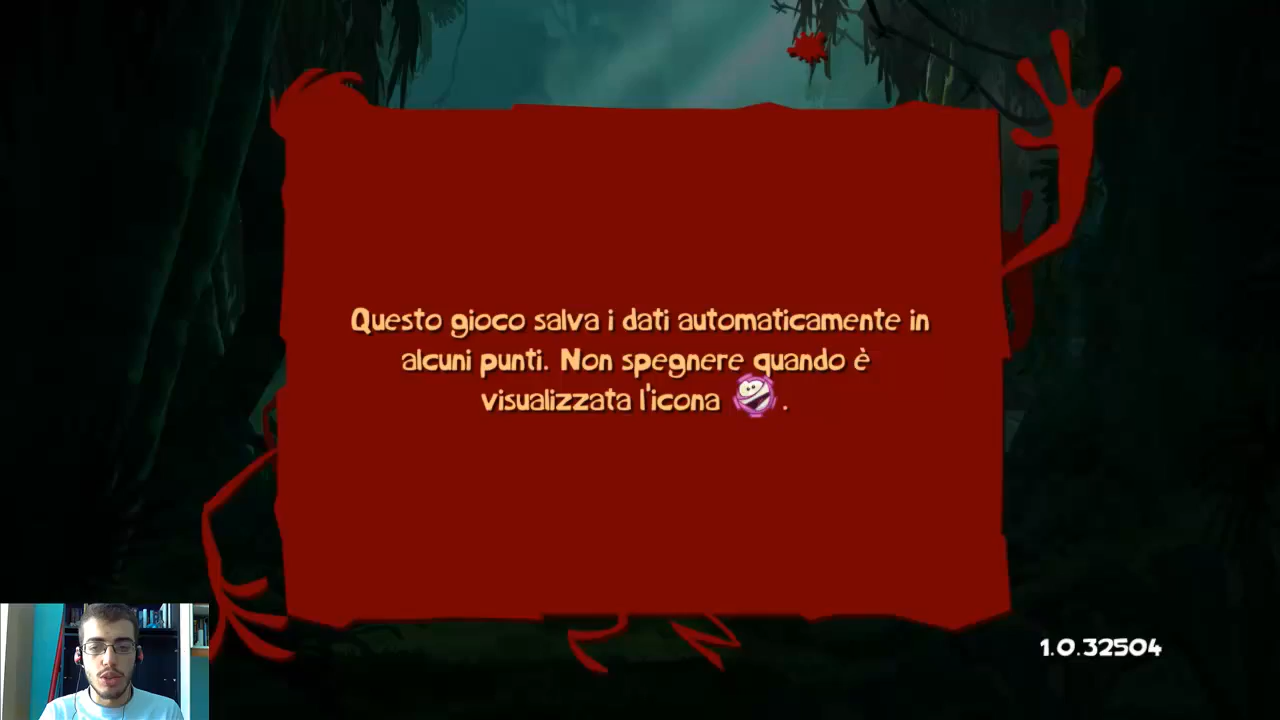 Questo gioco salva i dati automaticamente in
alcuni punti. Non spegnere quando è
visualizzata l'icona .
1.0.32504